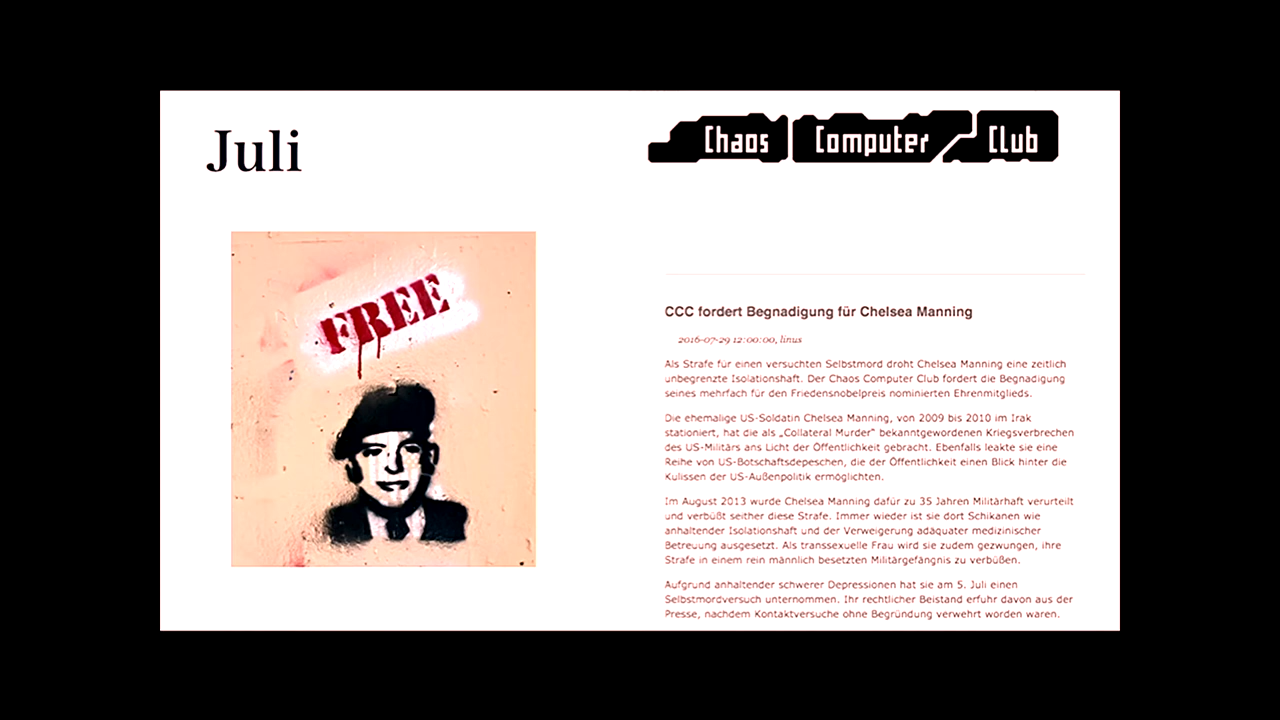 Juli
Chaos Computer Club
FREE
CCC fordert Begnadigung für Chelsea Manning
2016-07-29 12:00:00, linus
Als Strafe für einen versuchten Selbstmord droht Chelsea Manning eine zeitlich
unbegrenzte Isolationshaft. Der Chaos Computer Club fordert die Begnadigung
seines mehrfach für den Friedensnobelpreis nominierten Ehrenmitglieds.
Die ehemalige US-Soldatin Chelsea Manning, von 2009 bis 2010 im Irak
stationiert, hat die als „Collateral Murder“ bekanntgewordenen Kriegsverbrechen
des US-Militärs ans Licht der Öffentlichkeit gebracht. Ebenfalls leakte sie eine
Reihe von US-Botschaftsdepeschen, die der Öffentlichkeit einen Blick hinter die
Kulissen der US-Außenpolitik ermöglichten.
Im August 2013 wurde Chelsea Manning dafür zu 35 Jahren Militärhaft verurteilt
und verbüßt seither diese Strafe. Immer wieder ist sie dort Schikanen wie
anhaltender Isolationshaft und der Verweigerung adäquater medizinischer
Betreuung ausgesetzt. Als transsexuelle Frau wird sie zudem gezwungen, ihre
Strafe in einem rein männlich besetzten Militärgefängnis zu verbüßen.
Aufgrund anhaltender schwerer Depressionen hat sie am 5. Juli einen
Selbstmordversuch unternommen. Ihr rechtlicher Beistand erfuhr davon aus der
Presse, nachdem Kontaktversuche ohne Begründung verwehrt worden waren.